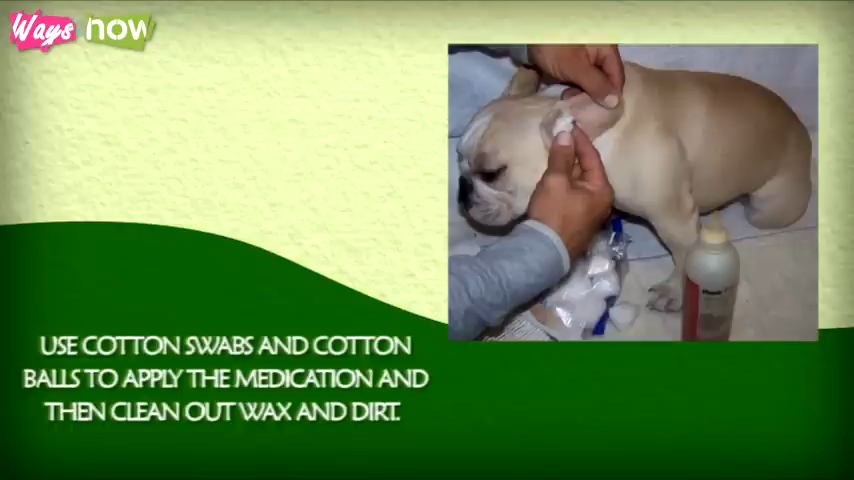 Ways now
USE COTTON SWABS AND COTTON
BALLS TO APPLY THE MEDICATION AND
THEN CLEAN OUT WAX AND DIRT.